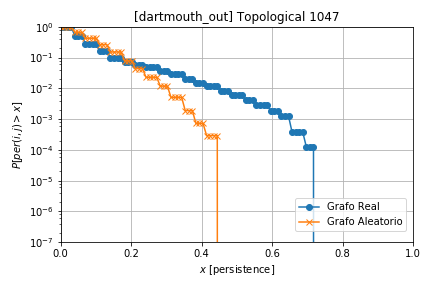 [dartmouth_out] Topological 1047
P[per(i, j) > x]
10^0
10^-1
10^-2
10^-3
10^-4
10^-5
10^-6
10^-7
Grafo Real
Grafo Aleatorio
0.0 0.2 0.4 0.6 0.8 1.0
x [persistence]